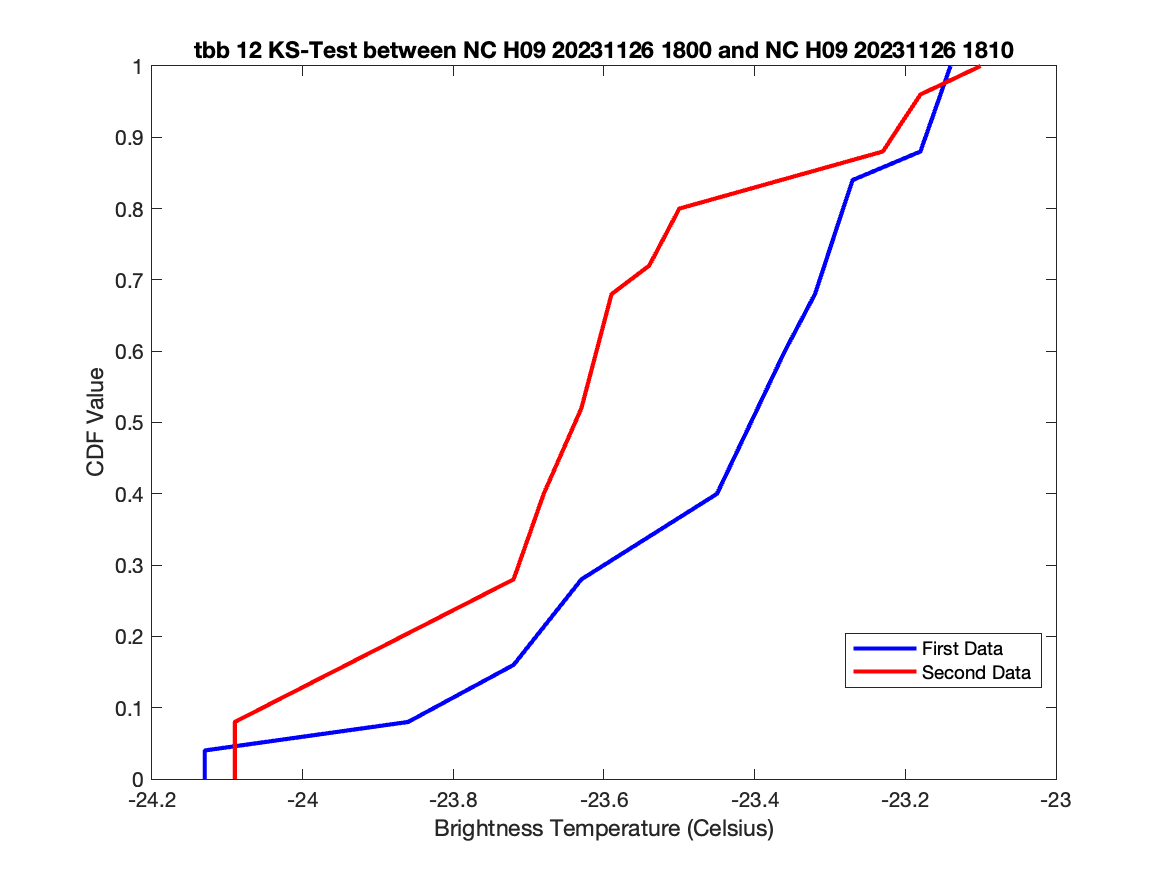 tbb 12 KS-Test between NC H09 20231126 1800 and NC H09 20231126 1810
1
0.9
0.8
0.7
0.6
0.5
0.4
0.3
0.2
0.1
0
CDF Value
First Data
Second Data
-24.2 -24 -23.8 -23.6 -23.4 -23.2 -23
Brightness Temperature (Celsius)